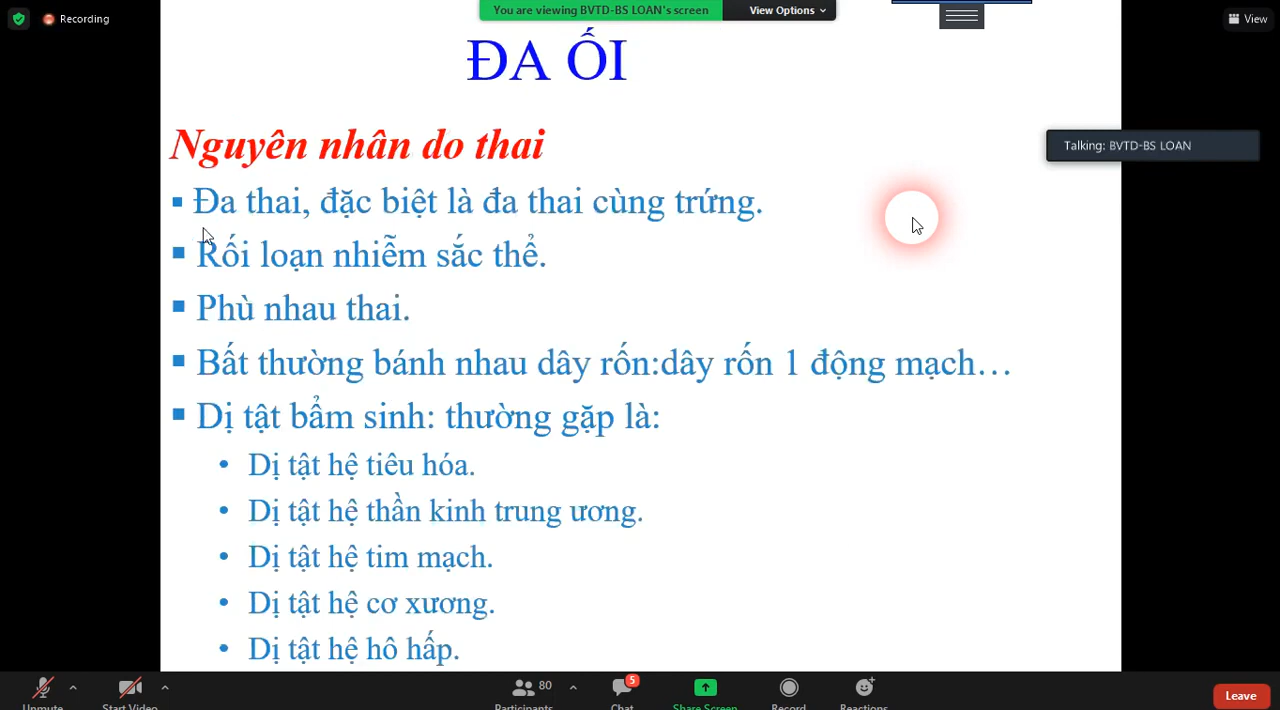 Recording
You are viewing BVTD-BS LOAN's screen
View Options
View
ĐA ỐI
Talking: BVTD-BS LOAN
Nguyên nhân do thai
▪ Đa thai, đặc biệt là đa thai cùng trứng.
▪ Rối loạn nhiễm sắc thể.
▪ Phù nhau thai.
▪ Bất thường bánh nhau dây rốn:dây rốn 1 động mạch…
▪ Dị tật bẩm sinh: thường gặp là:
• Dị tật hệ tiêu hóa.
• Dị tật hệ thần kinh trung ương.
• Dị tật hệ tim mạch.
• Dị tật hệ cơ xương.
• Dị tật hệ hô hấp.
80
5
Unmute
Start Video
Participants
Chat
Share Screen
Record
Reactions
Leave